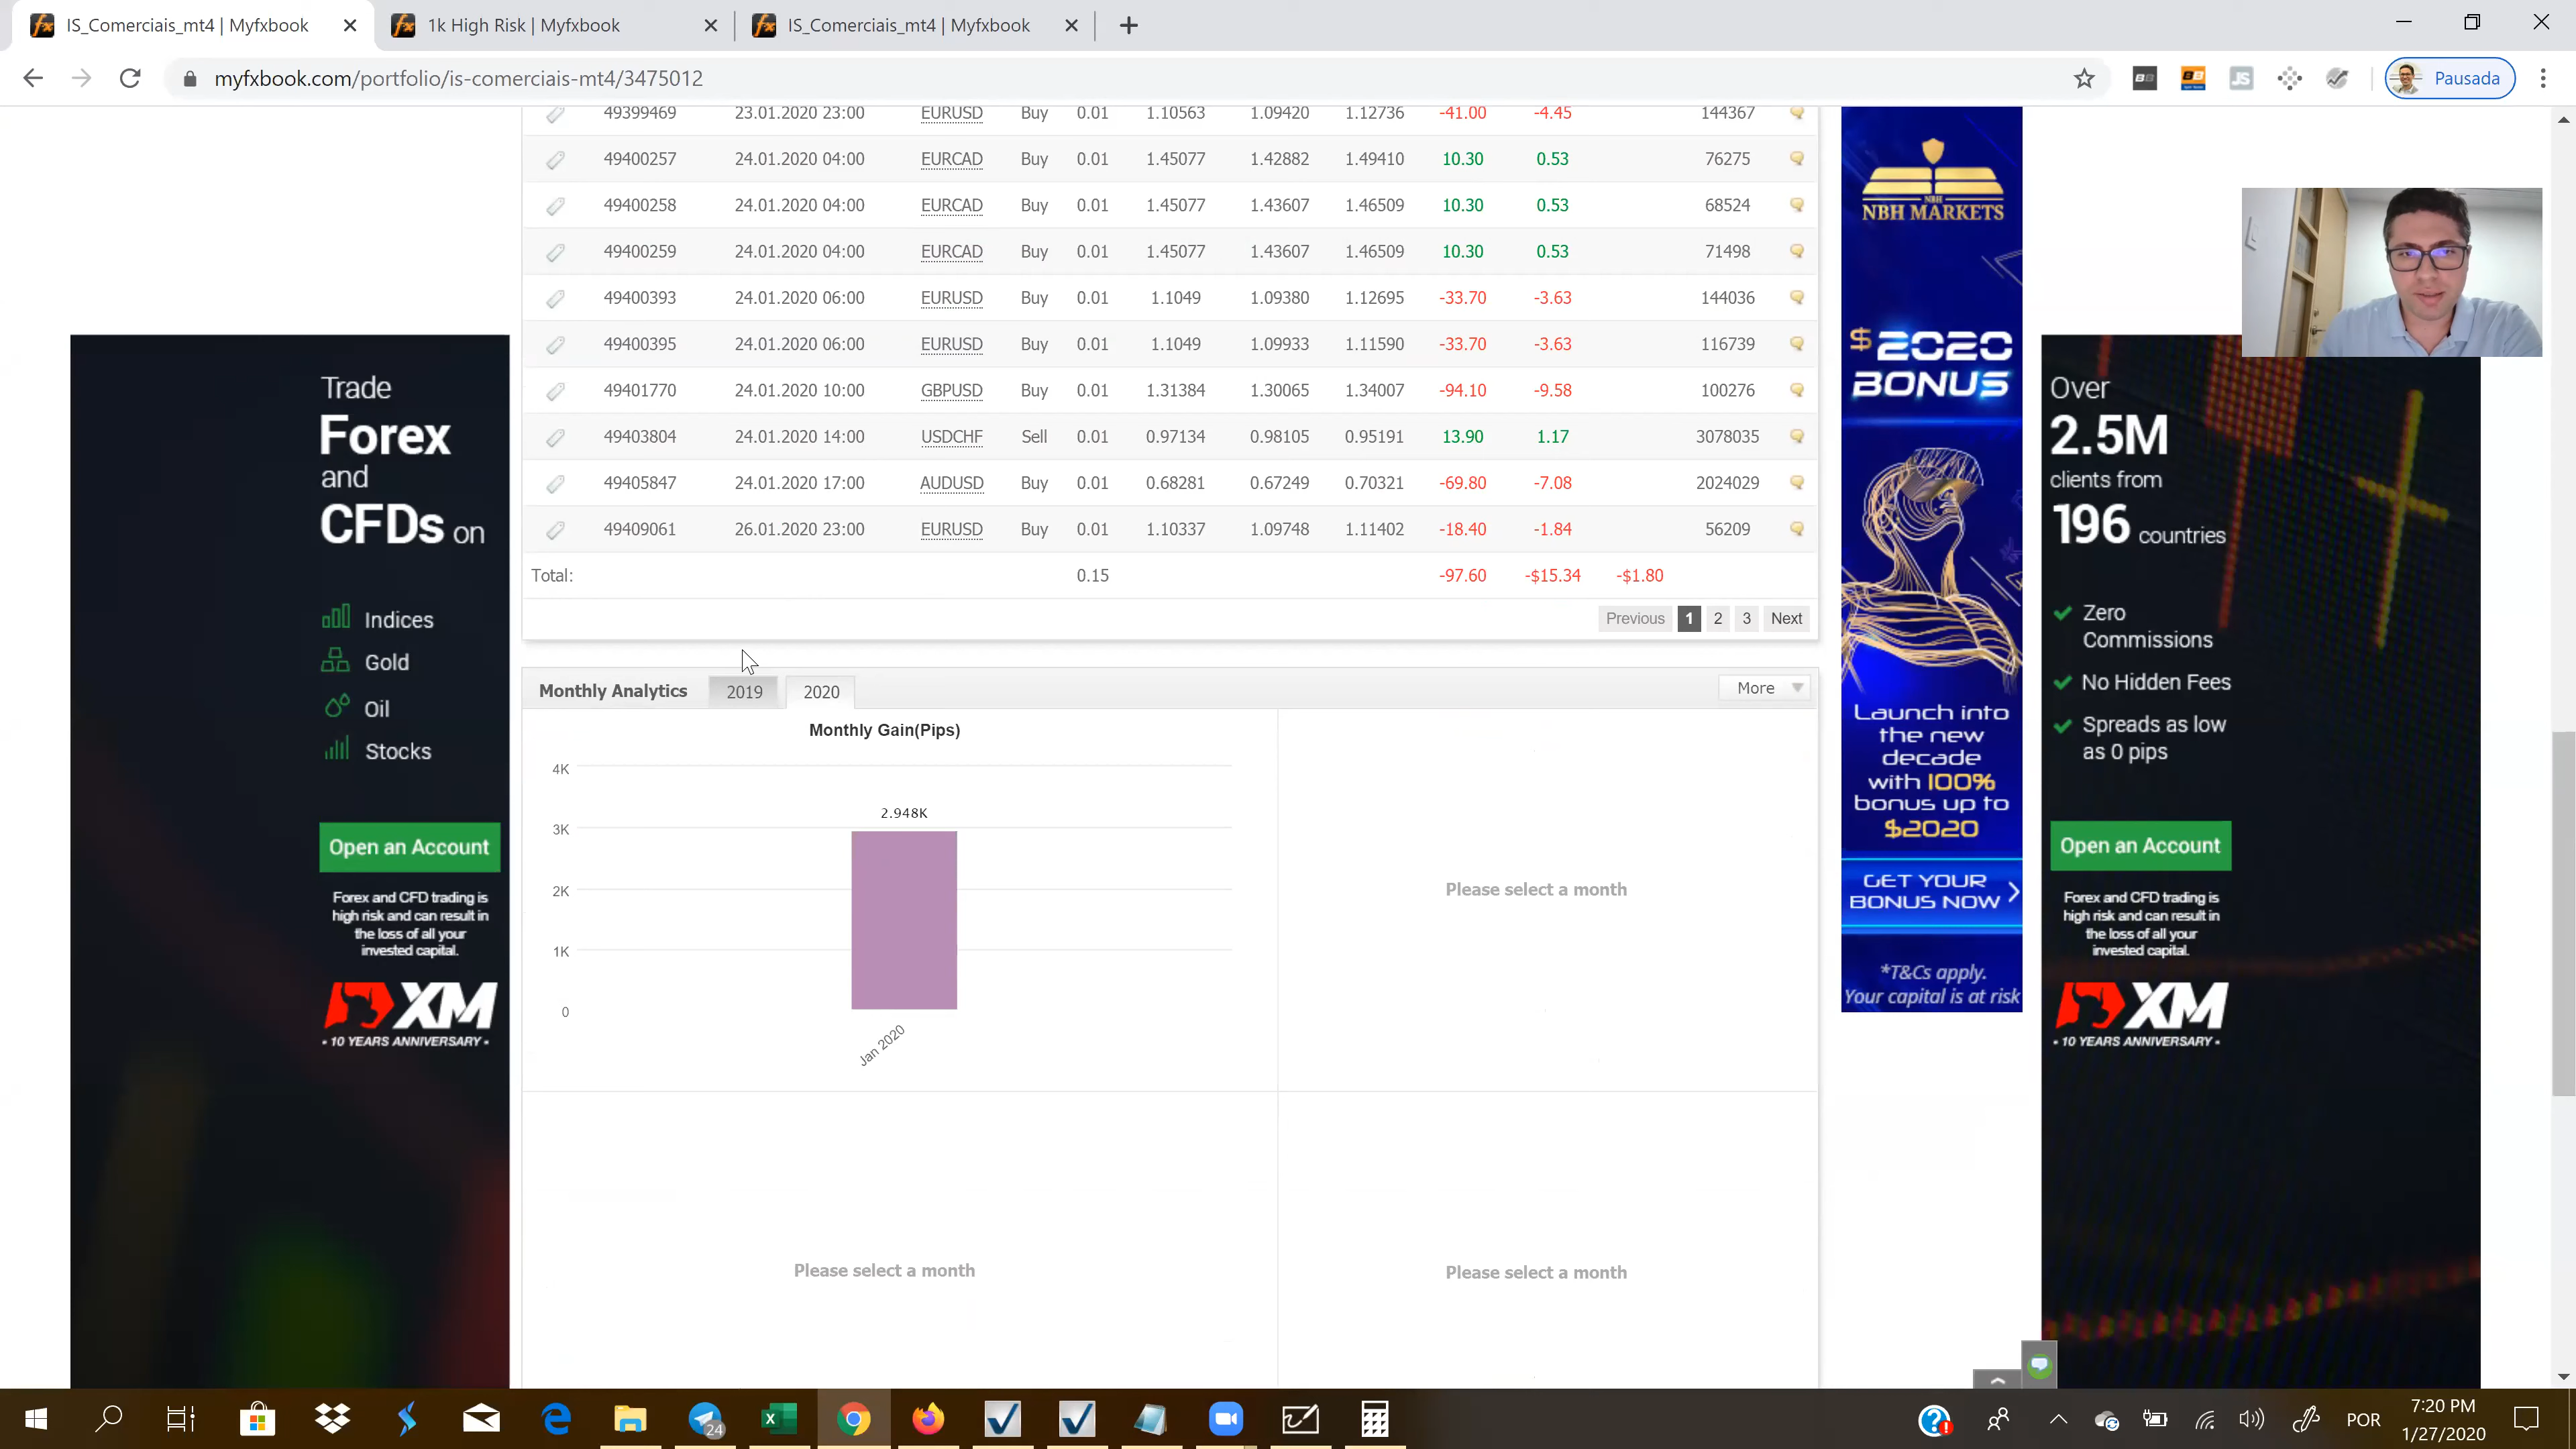 IS_Comerciais_mt4 | Myfxbook
1k High Risk | Myfxbook
IS_Comerciais_mt4 | Myfxbook
myfxbook.com/portfolio/is-comerciais-mt4/3475012
Pausada
49399469 23.01.2020 23:00 EURUSD Buy 0.01 1.10563 1.09420 1.12736 -41.00 -4.45 144367
49400257 24.01.2020 04:00 EURCAD Buy 0.01 1.45077 1.42882 1.49410 10.30 0.53 76275
49400258 24.01.2020 04:00 EURCAD Buy 0.01 1.45077 1.43607 1.46509 10.30 0.53 68524
49400259 24.01.2020 04:00 EURCAD Buy 0.01 1.45077 1.43607 1.46509 10.30 0.53 71498
49400393 24.01.2020 06:00 EURUSD Buy 0.01 1.1049 1.09380 1.12695 -33.70 -3.63 144036
49400395 24.01.2020 06:00 EURUSD Buy 0.01 1.1049 1.09933 1.11590 -33.70 -3.63 116739
49401770 24.01.2020 10:00 GBPUSD Buy 0.01 1.31384 1.30065 1.34007 -94.10 -9.58 100276
49403804 24.01.2020 14:00 USDCHF Sell 0.01 0.97134 0.98105 0.95191 13.90 1.17 3078035
49405847 24.01.2020 17:00 AUDUSD Buy 0.01 0.68281 0.67249 0.70321 -69.80 -7.08 2024029
49409061 26.01.2020 23:00 EURUSD Buy 0.01 1.10337 1.09748 1.11402 -18.40 -1.84 56209
Total: 0.15 -97.60 -$15.34 -$1.80
Previous 1 2 3 Next
Monthly Analytics 2019 2020 More
Monthly Gain(Pips)
4K
2.948K
3K
2K
1K
0
Jan 2020
Please select a month
Please select a month
Please select a month
Trade
Forex
and
CFDs on
Indices
Gold
Oil
Stocks
Open an Account
Forex and CFD trading is
high risk and can result in
the loss of all your
invested capital.
XM
• 10 YEARS ANNIVERSARY •
NBH
NBH MARKETS
$2020
BONUS
Launch into
the new
decade
with 100%
bonus up to
$2020
GET YOUR
BONUS NOW
*T&Cs apply.
Your capital is at risk
Over
2.5M
clients from
196 countries
Zero
Commissions
No Hidden Fees
Spreads as low
as 0 pips
Open an Account
Forex and CFD trading is
high risk and can result in
the loss of all your
invested capital.
XM
• 10 YEARS ANNIVERSARY •
24
POR
7:20 PM
1/27/2020